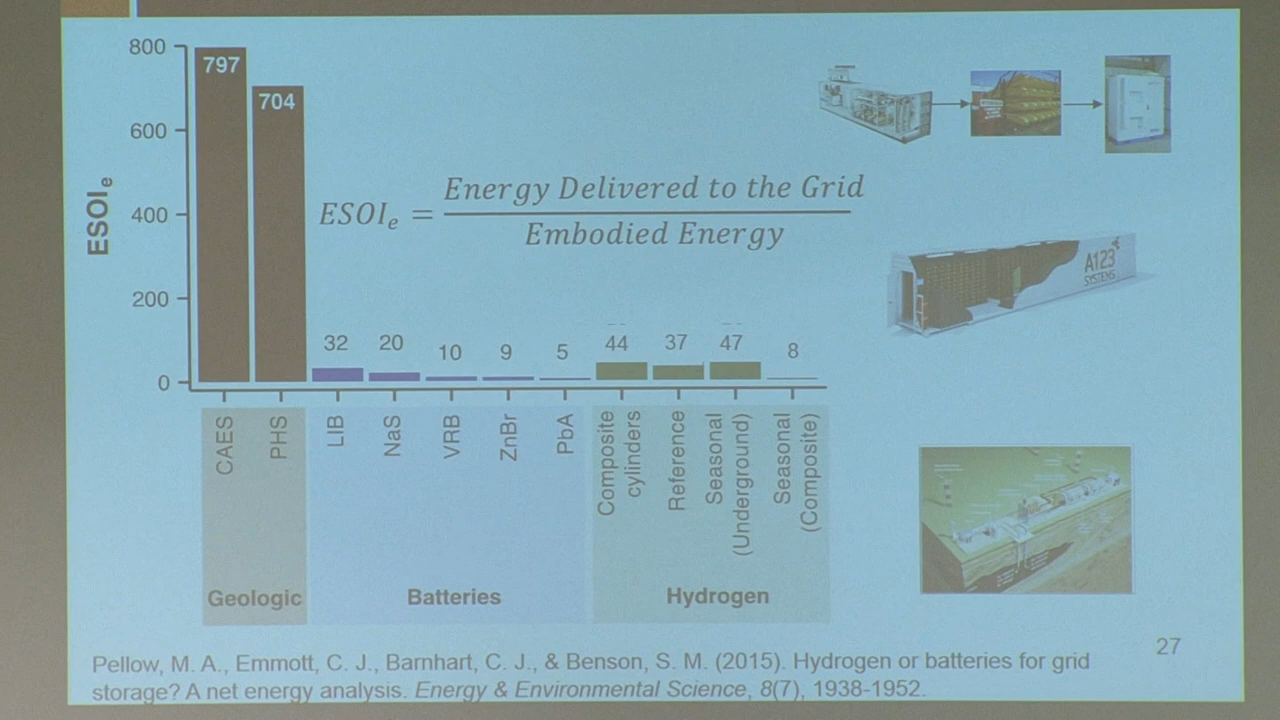 800
797
704
600
400
200
0
ESOIₑ
ESOIₑ = Energy Delivered to the Grid
Embodied Energy
32
20
10
9
5
44
37
47
8
CAES
PHS
LIB
NaS
VRB
ZnBr
PbA
Composite
cylinders
Reference
Seasonal
(Underground)
Seasonal
(Composite)
Geologic
Batteries
Hydrogen
A123
SYSTEMS
27
Pellow, M. A., Emmott, C. J., Barnhart, C. J., & Benson, S. M. (2015). Hydrogen or batteries for grid
storage? A net energy analysis. Energy & Environmental Science, 8(7), 1938-1952.